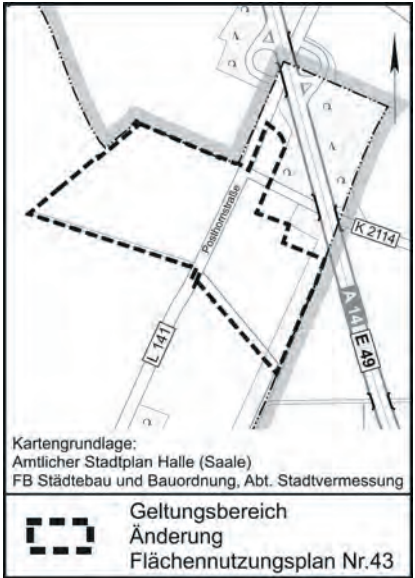 Posthornstraße
K 2114
A 14
E 49
L 141
Kartengrundlage:
Amtlicher Stadtplan Halle (Saale)
FB Städtebau und Bauordnung, Abt. Stadtvermessung
Geltungsbereich
Änderung
Flächennutzungsplan Nr.43